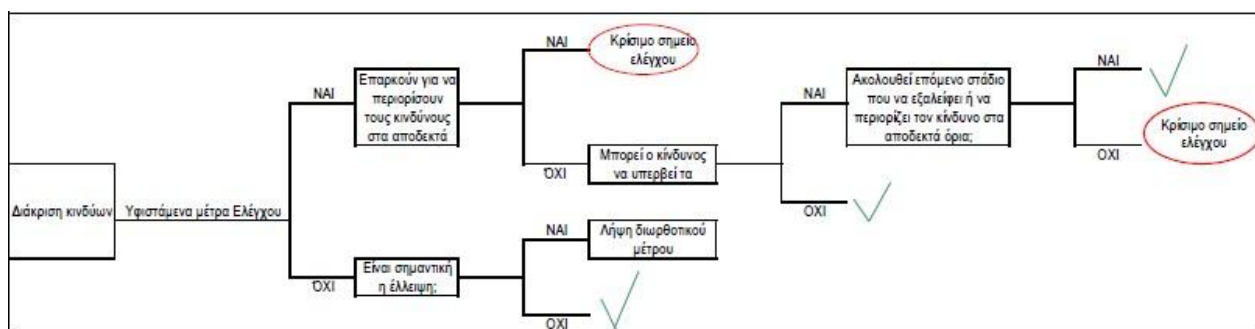 Διάκριση κινδύων
Υφιστάμενα μέτρα Ελέγχου
ΝΑΙ
Επαρκούν για να
περιορίσουν
τους κινδύνους
στα αποδεκτά
ΝΑΙ
Κρίσιμο σημείο
ελέγχου
ΌΧΙ
Μπορεί ο κίνδυνος
να υπερβεί τα
ΝΑΙ
Ακολουθεί επόμενο στάδιο
που να εξαλείφει ή να
περιορίζει τον κίνδυνο στα
αποδεκτά όρια;
ΝΑΙ
ΟΧΙ
Κρίσιμο σημείο
ελέγχου
ΟΧΙ
ΌΧΙ
Είναι σημαντική
η έλλειψη;
ΝΑΙ
Λήψη διωρθοτικού
μέτρου
ΟΧΙ